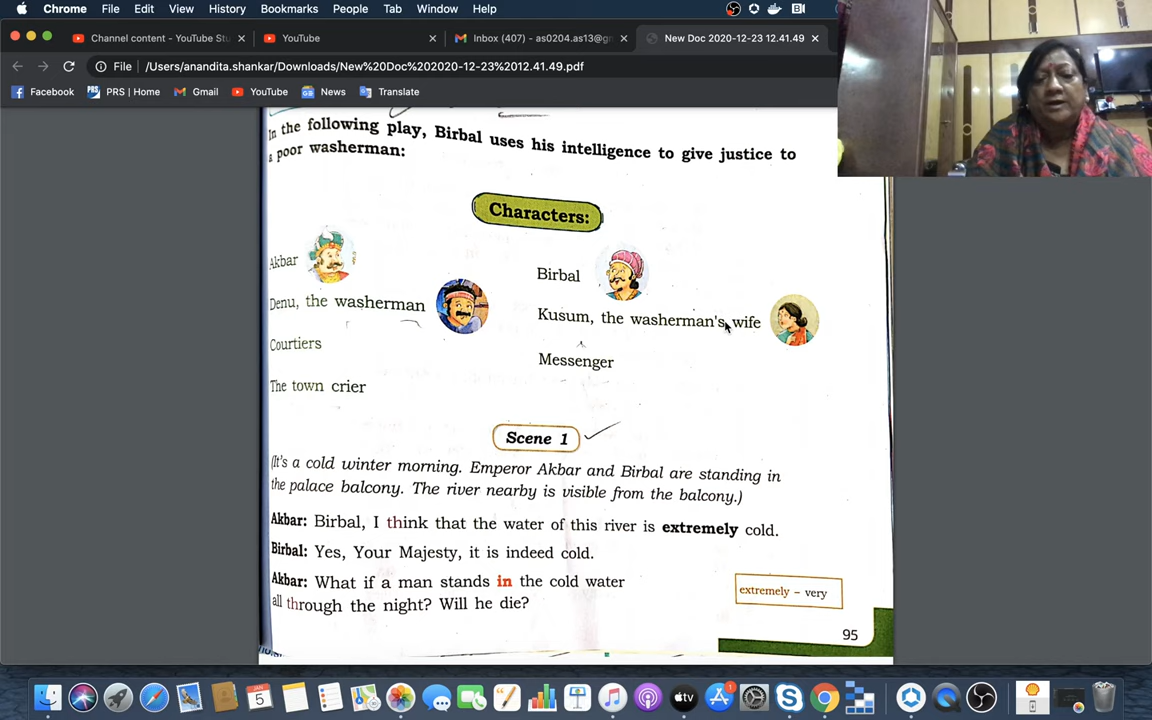 Chrome File Edit View History Bookmarks People Tab Window Help
Channel content - YouTube Stu
YouTube
Inbox (407) - as0204.as13@gm
New Doc 2020-12-23 12.41.49
File /Users/anandita.shankar/Downloads/New%20Doc%202020-12-23%2012.41.49.pdf
Facebook PRS | Home Gmail YouTube News Translate
In the following play, Birbal uses his intelligence to give justice to
a poor washerman:
Characters:
Akbar
Birbal
Denu, the washerman
Kusum, the washerman's wife
Courtiers
Messenger
The town crier
Scene 1
(It's a cold winter morning. Emperor Akbar and Birbal are standing in
the palace balcony. The river nearby is visible from the balcony.)
Akbar: Birbal, I think that the water of this river is extremely cold.
Birbal: Yes, Your Majesty, it is indeed cold.
Akbar: What if a man stands in the cold water
all through the night? Will he die?
extremely – very
95
JAN
5
1